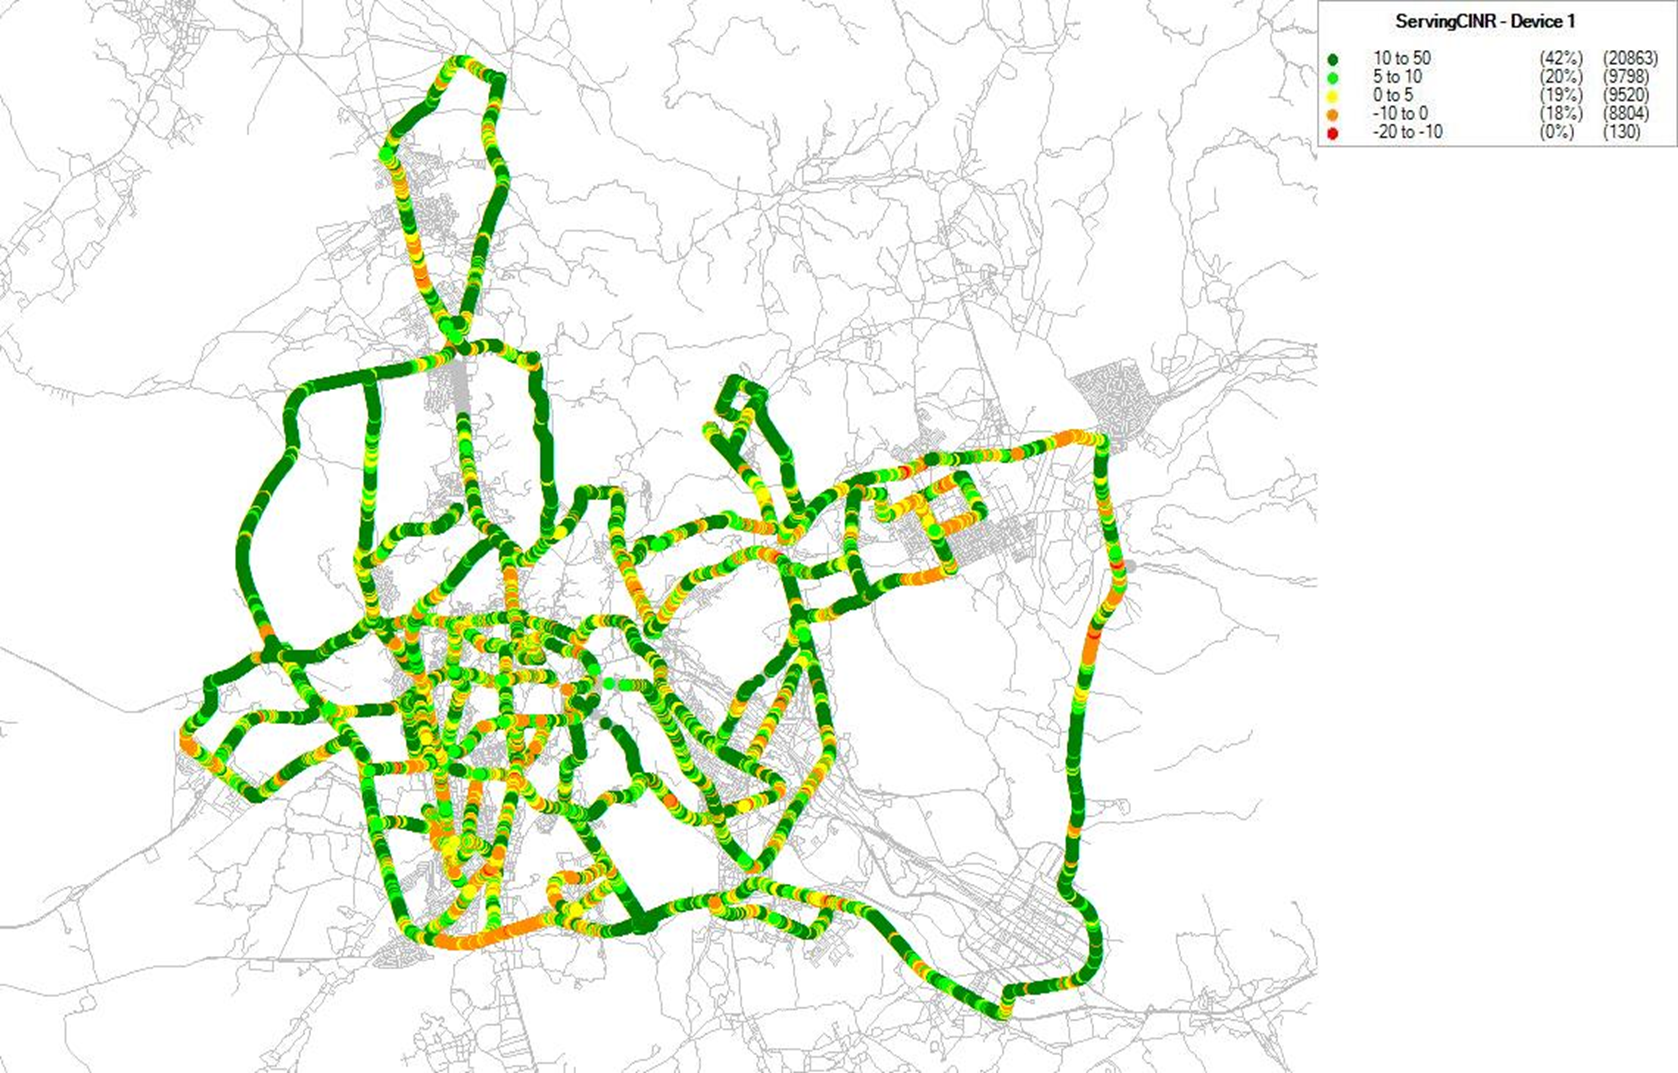 ServingCINR - Device 1
10 to 50 (42%) (20863)
5 to 10 (20%) (9798)
0 to 5 (19%) (9520)
-10 to 0 (18%) (8804)
-20 to -10 (0%) (130)